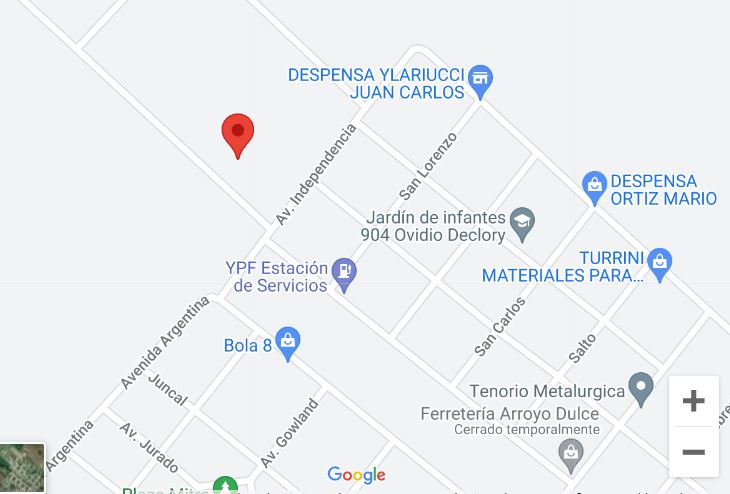 DESPENSA YLARIUCCI
JUAN CARLOS
Av. Independencia
San Lorenzo
DESPENSA
ORTIZ MARIO
Jardín de infantes
904 Ovidio Declory
TURRINI
MATERIALES PARA...
YPF Estación
de Servicios
San Carlos
Avenida Argentina
Bola 8
Salto
Juncal
Tenorio Metalurgica
Ferretería Arroyo Dulce
Cerrado temporalmente
Av. Gowland
Av. Jurado
Argentina
Plaza Mitre
Google
+
−